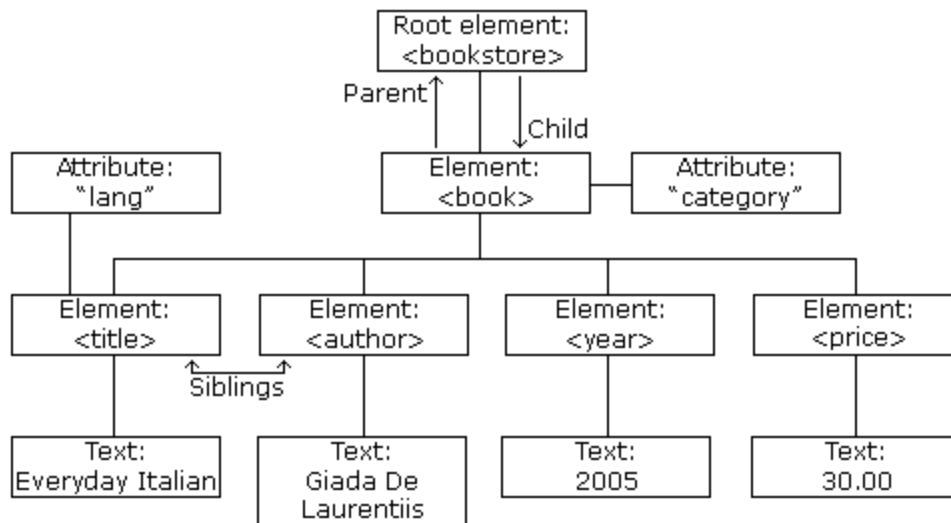 Root element:
<bookstore>
Parent
Child
Attribute:
“lang”
Element:
<book>
Attribute:
“category”
Element:
<title>
Element:
<author>
Element:
<year>
Element:
<price>
Siblings
Text:
Everyday Italian
Text:
Giada De
Laurentiis
Text:
2005
Text:
30.00